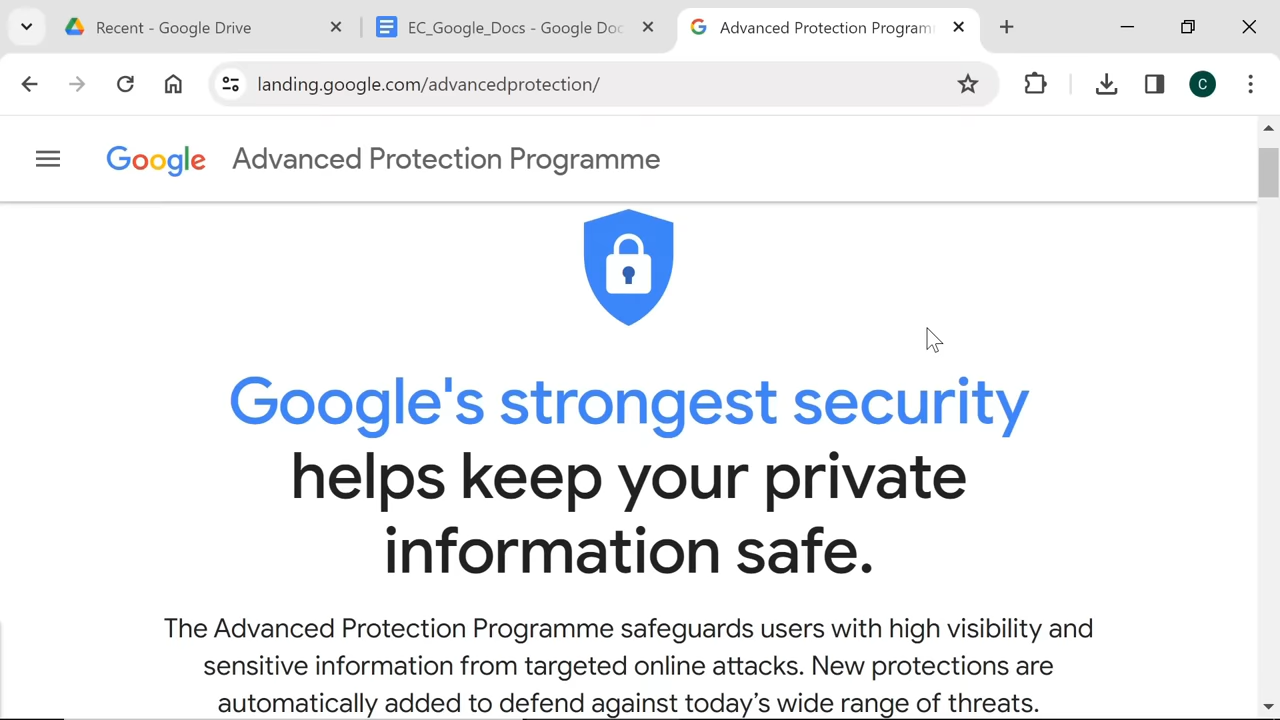 Recent - Google Drive
EC_Google_Docs - Google Doc
Advanced Protection Program
landing.google.com/advancedprotection/
C
Google Advanced Protection Programme
Google's strongest security
helps keep your private
information safe.
The Advanced Protection Programme safeguards users with high visibility and
sensitive information from targeted online attacks. New protections are
automatically added to defend against today’s wide range of threats.